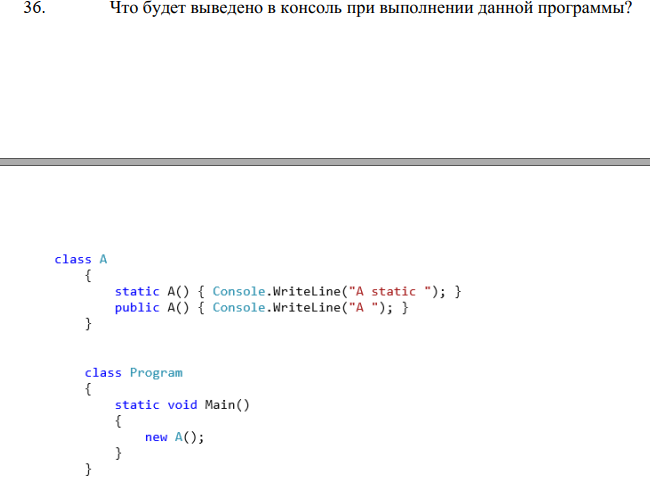 36. Что будет выведено в консоль при выполнении данной программы?
class A
{
static A() { Console.WriteLine("A static "); }
public A() { Console.WriteLine("A "); }
}
class Program
{
static void Main()
{
new A();
}
}